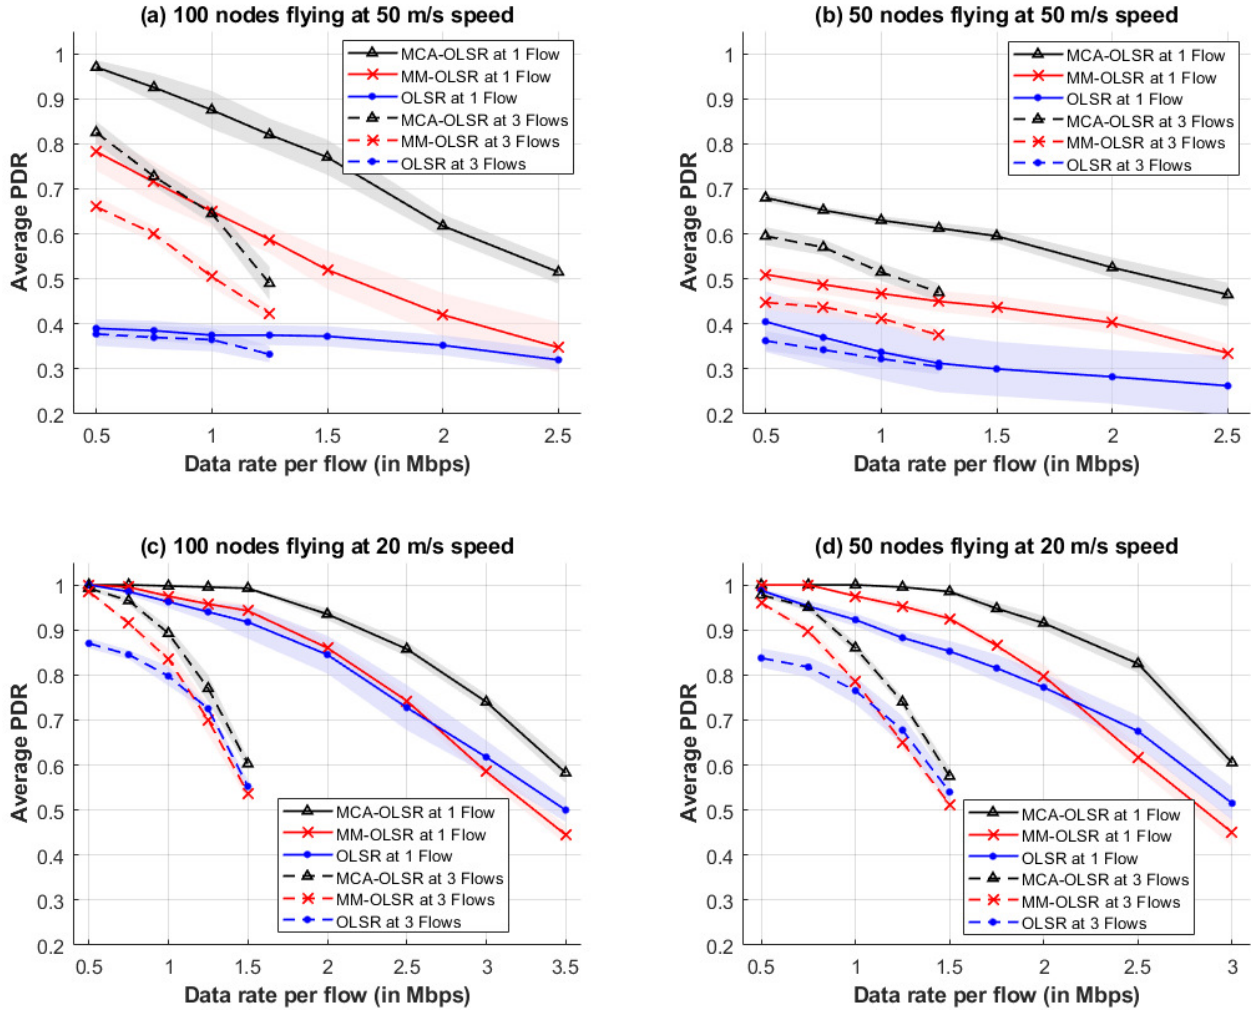 (a) 100 nodes flying at 50 m/s speed
1
0.9
0.8
0.7
0.6
0.5
0.4
0.3
0.2
Average PDR
MCA-OLSR at 1 Flow
MM-OLSR at 1 Flow
OLSR at 1 Flow
MCA-OLSR at 3 Flows
MM-OLSR at 3 Flows
OLSR at 3 Flows
0.5 1 1.5 2 2.5
Data rate per flow (in Mbps)
(b) 50 nodes flying at 50 m/s speed
1
0.9
0.8
0.7
0.6
0.5
0.4
0.3
0.2
Average PDR
MCA-OLSR at 1 Flow
MM-OLSR at 1 Flow
OLSR at 1 Flow
MCA-OLSR at 3 Flows
MM-OLSR at 3 Flows
OLSR at 3 Flows
0.5 1 1.5 2 2.5
Data rate per flow (in Mbps)
(c) 100 nodes flying at 20 m/s speed
1
0.9
0.8
0.7
0.6
0.5
0.4
0.3
0.2
Average PDR
MCA-OLSR at 1 Flow
MM-OLSR at 1 Flow
OLSR at 1 Flow
MCA-OLSR at 3 Flows
MM-OLSR at 3 Flows
OLSR at 3 Flows
0.5 1 1.5 2 2.5 3 3.5
Data rate per flow (in Mbps)
(d) 50 nodes flying at 20 m/s speed
1
0.9
0.8
0.7
0.6
0.5
0.4
0.3
0.2
Average PDR
MCA-OLSR at 1 Flow
MM-OLSR at 1 Flow
OLSR at 1 Flow
MCA-OLSR at 3 Flows
MM-OLSR at 3 Flows
OLSR at 3 Flows
0.5 1 1.5 2 2.5 3
Data rate per flow (in Mbps)